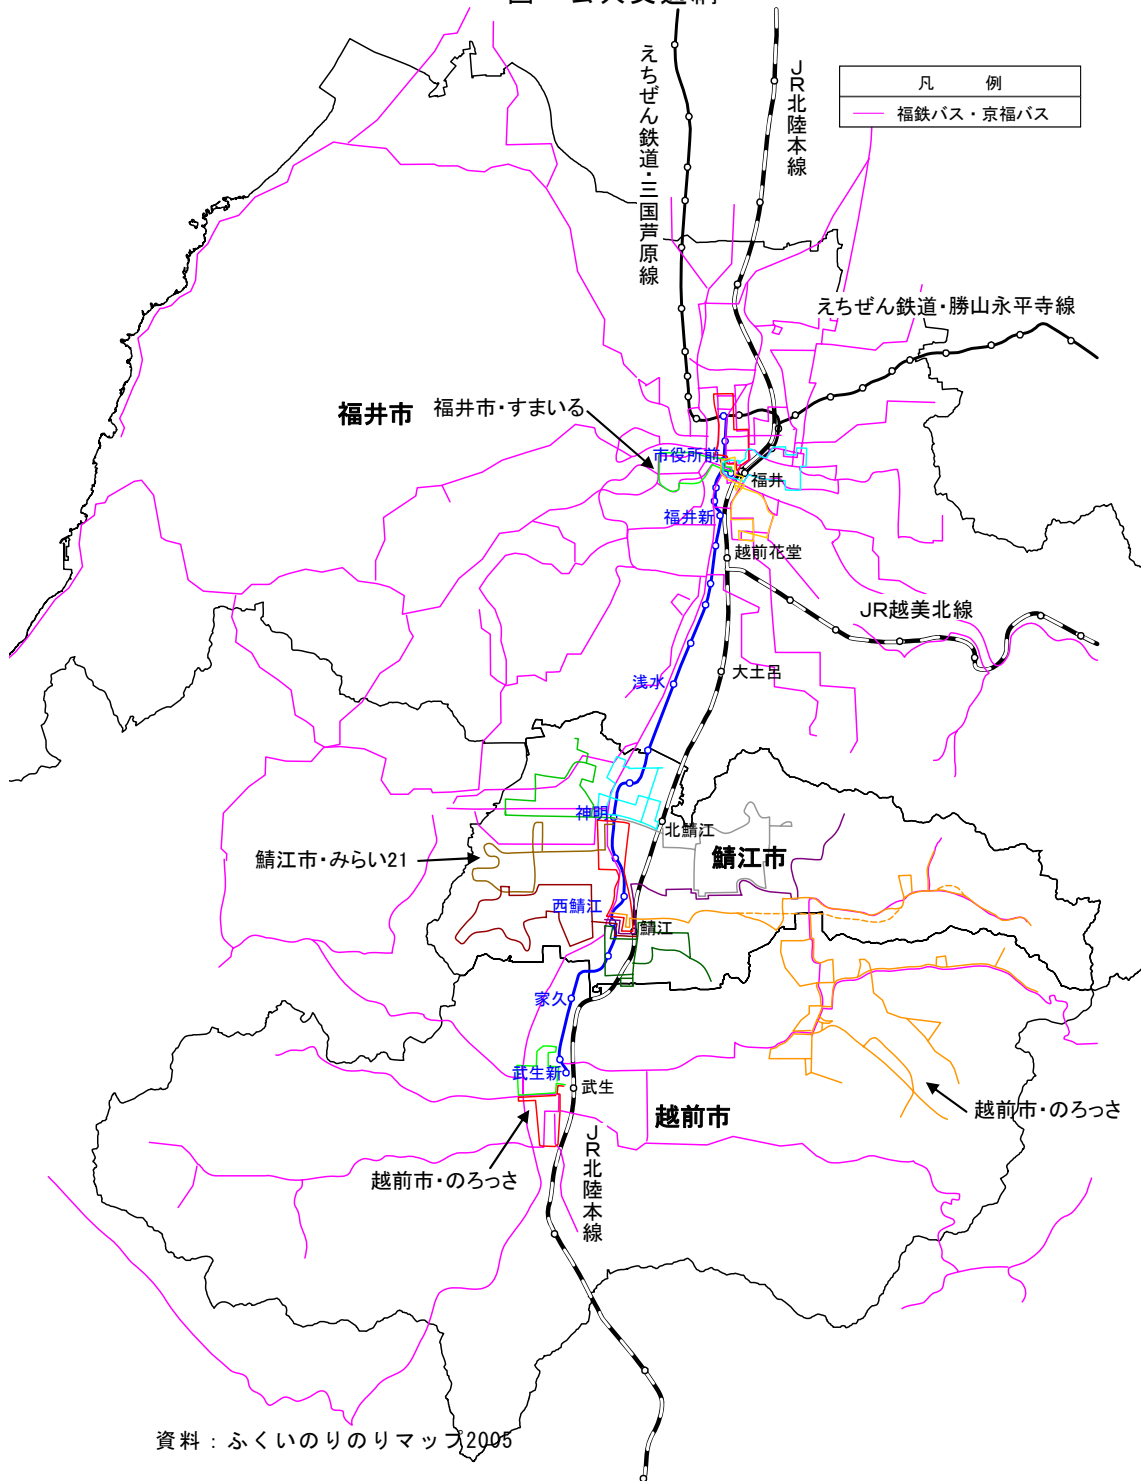 えちぜん鉄道・三国芦原線
JR北陸本線
凡 例
福鉄バス・京福バス
えちぜん鉄道・勝山永平寺線
福井市
福井市・すまいる
市役所前
福井
福井新
越前花堂
JR越美北線
浅水
大土呂
神明
北鯖江
鯖江市
鯖江市・みらい21
西鯖江
鯖江
家久
武生新
武生
越前市
越前市・のろっさ
越前市・のろっさ
JR北陸本線
資料：ふくいのりのりマップ2005